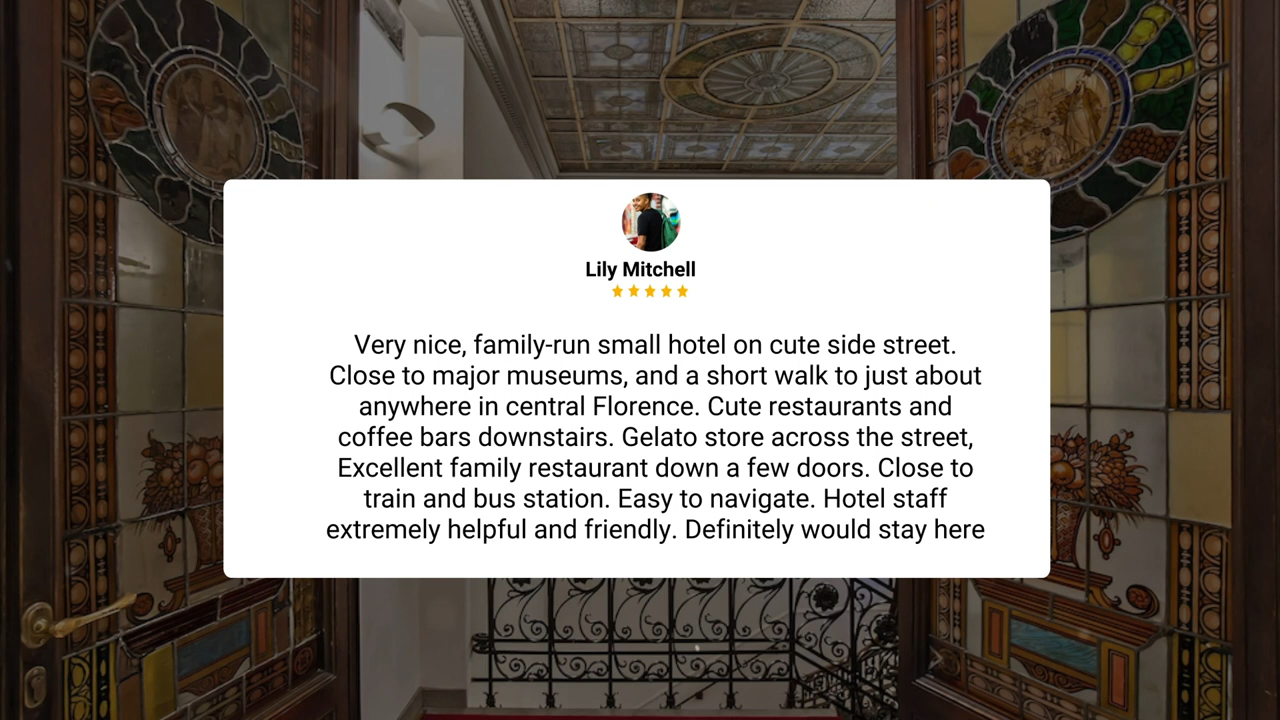 Lily Mitchell
Very nice, family-run small hotel on cute side street.
Close to major museums, and a short walk to just about
anywhere in central Florence. Cute restaurants and
coffee bars downstairs. Gelato store across the street,
Excellent family restaurant down a few doors. Close to
train and bus station. Easy to navigate. Hotel staff
extremely helpful and friendly. Definitely would stay here